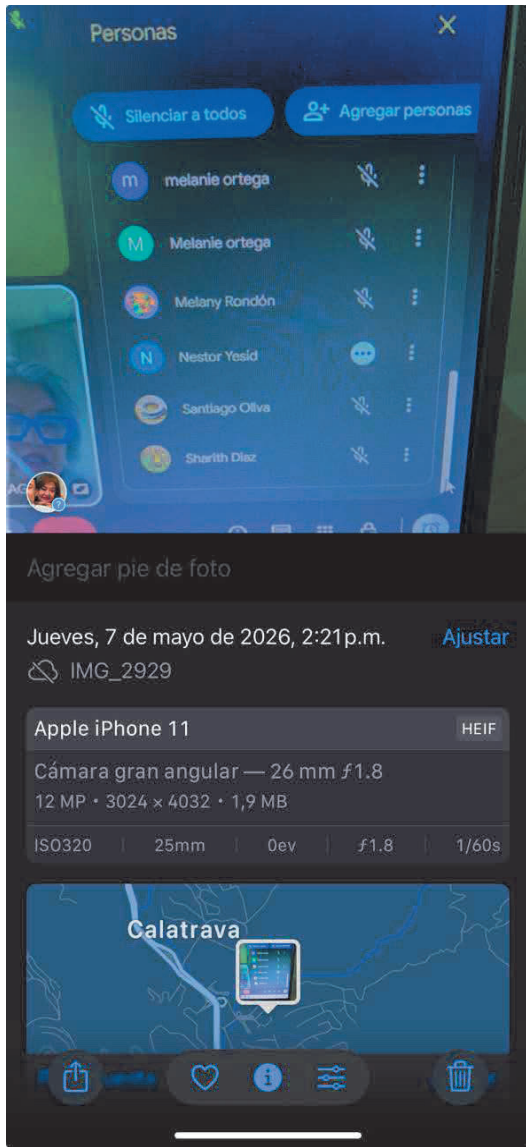 Personas
Silenciar a todos
Agregar personas
m melanie ortega
M Melanie ortega
Melany Rondón
N Nestor Yesid
Santiago Oliva
Sharith Diaz
AG
Agregar pie de foto
Jueves, 7 de mayo de 2026, 2:21p.m. Ajustar
IMG_2929
Apple iPhone 11 HEIF
Cámara gran angular — 26 mm ƒ1.8
12 MP • 3024 × 4032 • 1,9 MB
ISO320 25mm 0ev ƒ1.8 1/60s
Calatrava